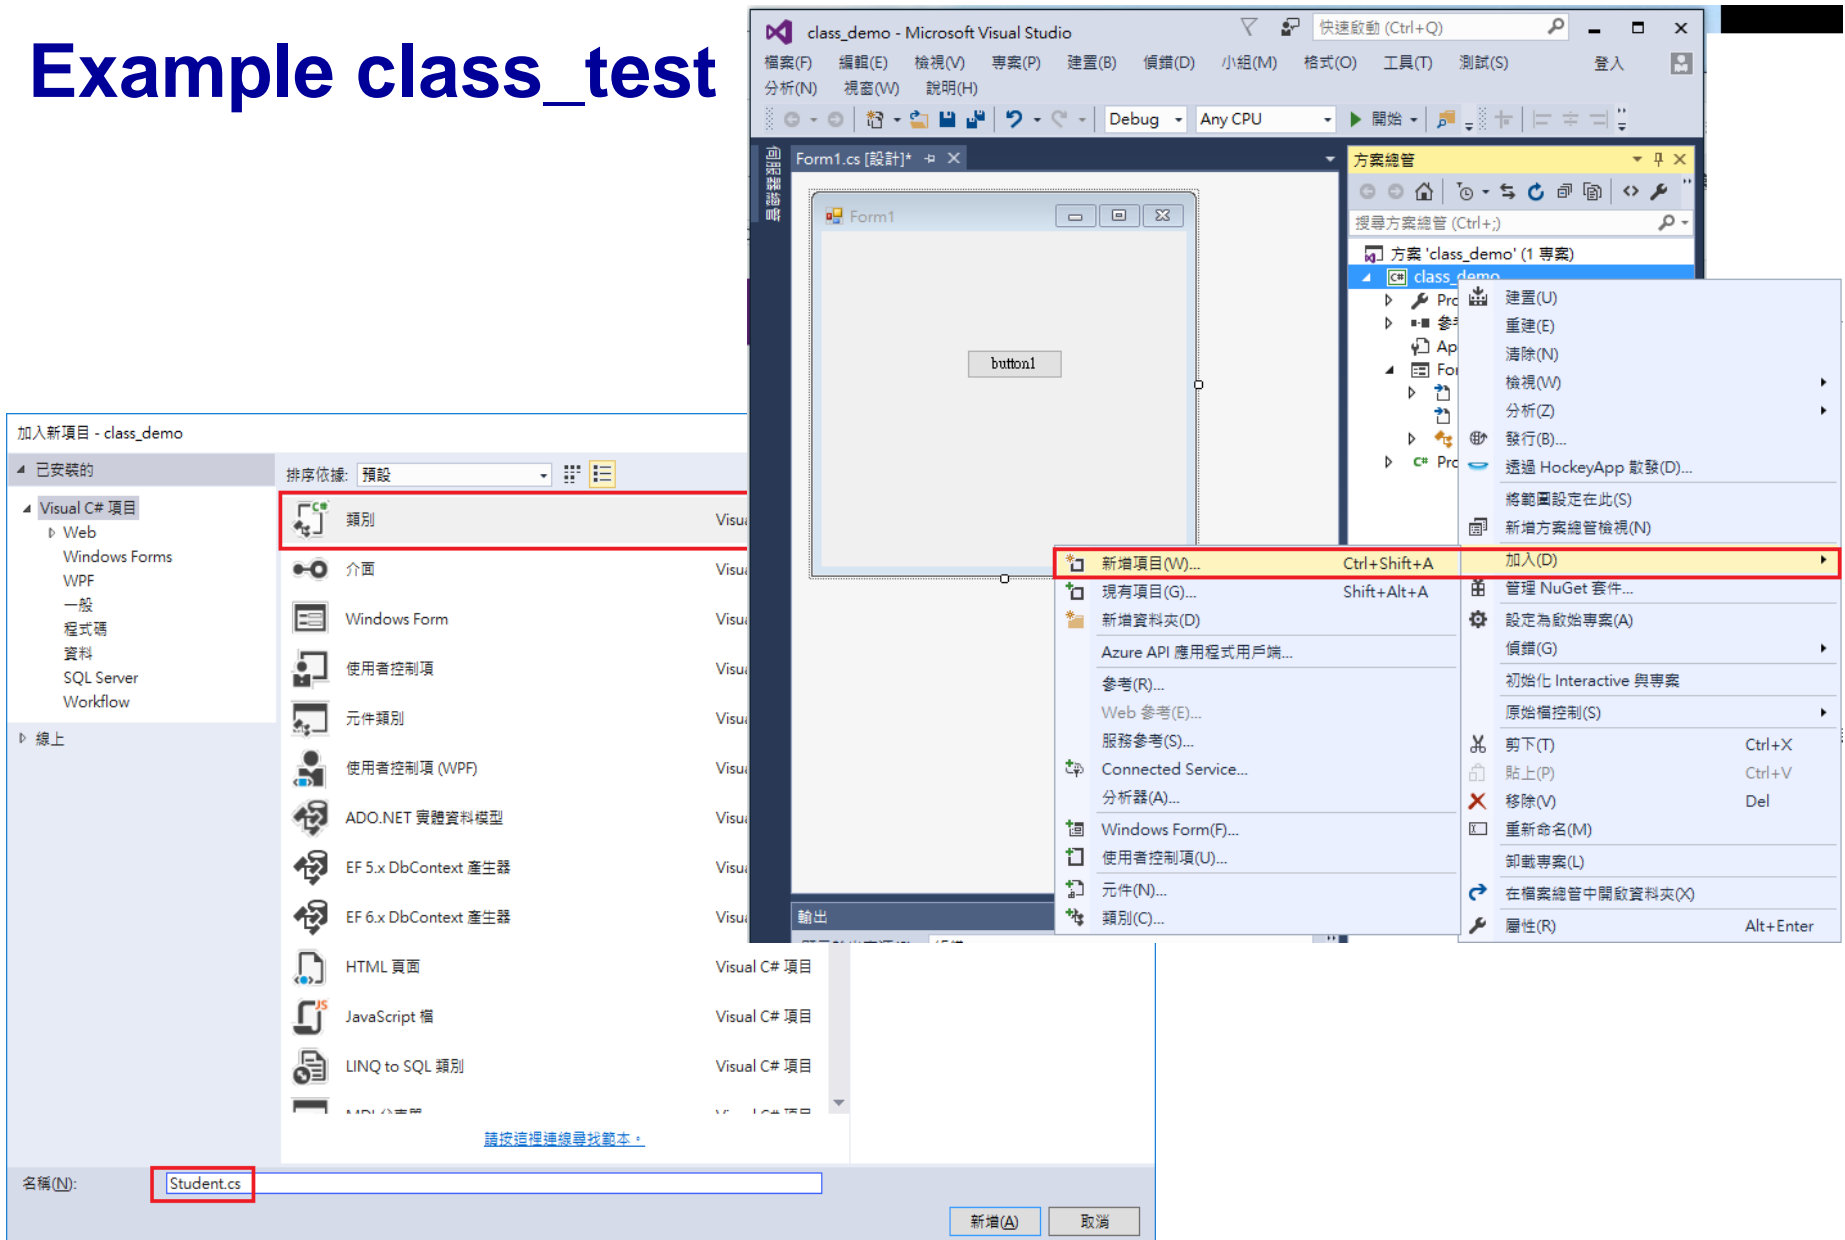 Example class_test
class_demo - Microsoft Visual Studio
快速啟動 (Ctrl+Q)
檔案(F) 編輯(E) 檢視(V) 專案(P) 建置(B) 偵錯(D) 小組(M) 格式(O) 工具(T) 測試(S) 登入
分析(N) 視窗(W) 說明(H)
Debug Any CPU 開始
伺服器總管
Form1.cs [設計]*
Form1
button1
方案總管
搜尋方案總管 (Ctrl+;)
方案 'class_demo' (1 專案)
class_demo
建置(U)
重建(E)
清除(N)
檢視(W)
分析(Z)
發行(B)...
透過 HockeyApp 散發(D)...
將範圍設定在此(S)
新增方案總管檢視(N)
加入(D)
管理 NuGet 套件...
設定為啟始專案(A)
偵錯(G)
初始化 Interactive 與專案
原始檔控制(S)
剪下(T) Ctrl+X
貼上(P) Ctrl+V
移除(V) Del
重新命名(M)
卸載專案(L)
在檔案總管中開啟資料夾(X)
屬性(R) Alt+Enter
新增項目(W)... Ctrl+Shift+A
現有項目(G)... Shift+Alt+A
新增資料夾(D)
Azure API 應用程式用戶端...
參考(R)...
Web 參考(E)...
服務參考(S)...
Connected Service...
分析器(A)...
Windows Form(F)...
使用者控制項(U)...
元件(N)...
類別(C)...
輸出
加入新項目 - class_demo
已安裝的
排序依據: 預設
Visual C# 項目
Web
Windows Forms
WPF
一般
程式碼
資料
SQL Server
Workflow
線上
類別
介面
Windows Form
使用者控制項
元件類別
使用者控制項 (WPF)
ADO.NET 實體資料模型
EF 5.x DbContext 產生器
EF 6.x DbContext 產生器
HTML 頁面 Visual C# 項目
JavaScript 檔 Visual C# 項目
LINQ to SQL 類別 Visual C# 項目
請按這裡連線尋找範本。
名稱(N): Student.cs
新增(A) 取消